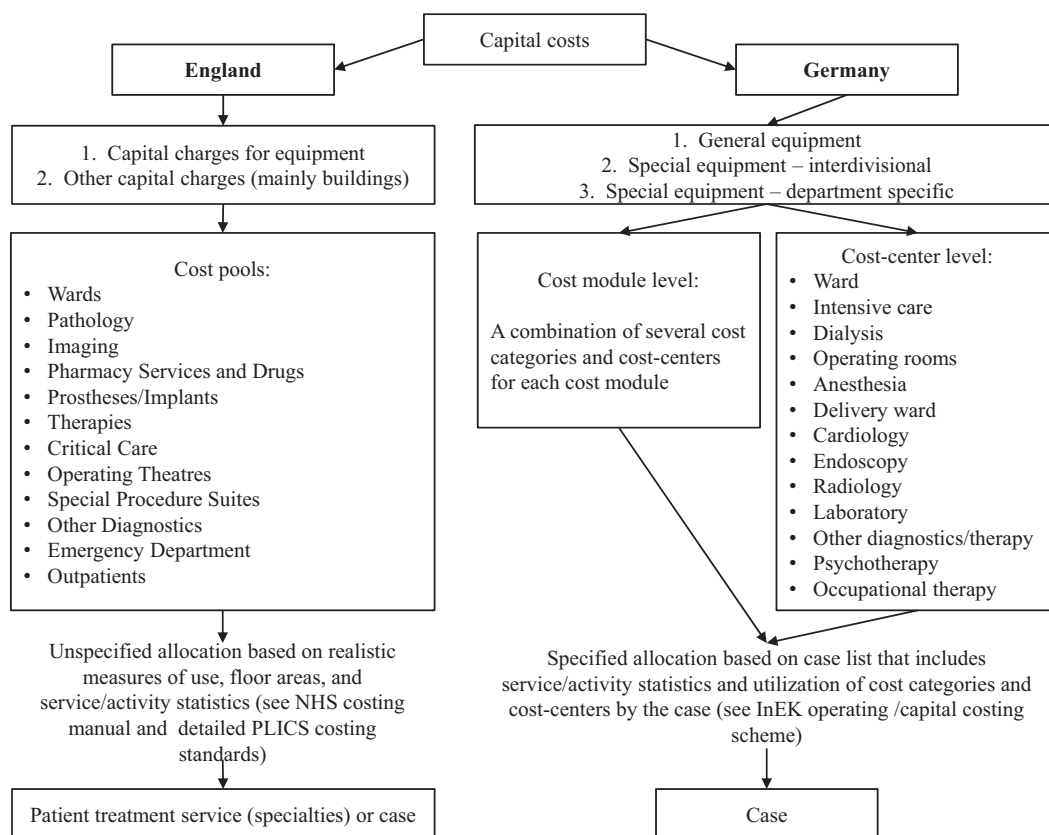 Capital costs
England
1. Capital charges for equipment
2. Other capital charges (mainly buildings)
Cost pools:
• Wards
• Pathology
• Imaging
• Pharmacy Services and Drugs
• Prostheses/Implants
• Therapies
• Critical Care
• Operating Theatres
• Special Procedure Suites
• Other Diagnostics
• Emergency Department
• Outpatients
Unspecified allocation based on realistic
measures of use, floor areas, and
service/activity statistics (see NHS costing
manual and detailed PLICS costing
standards)
Patient treatment service (specialties) or case
Germany
1. General equipment
2. Special equipment – interdivisional
3. Special equipment – department specific
Cost module level:
A combination of several cost
categories and cost-centers
for each cost module
Cost-center level:
• Ward
• Intensive care
• Dialysis
• Operating rooms
• Anesthesia
• Delivery ward
• Cardiology
• Endoscopy
• Radiology
• Laboratory
• Other diagnostics/therapy
• Psychotherapy
• Occupational therapy
Specified allocation based on case list that includes
service/activity statistics and utilization of cost categories and
cost-centers by the case (see InEK operating /capital costing
scheme)
Case